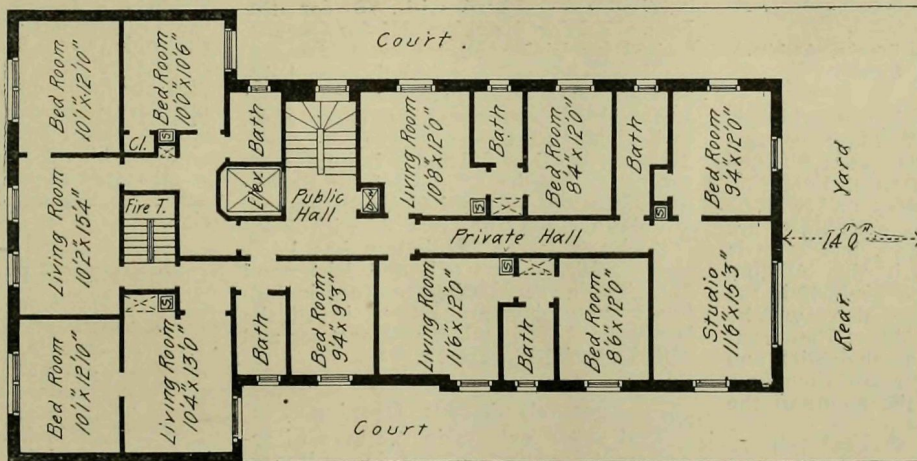 Court.
Bed Room
10'1"x12'0"
Bed Room
10'0"x10'6"
Cl.
S
Bath
Elev.
Public
Hall
Living Room
10'8"x12'0"
S
Bath
Bed Room
8'4"x12'0"
Bath
S
Bed Room
9'4"x12'0"
Yard
14'0"
Rear
Living Room
10'2"x15'4"
Fire T.
Private Hall
S
Bed Room
10'1"x12'10"
Living Room
10'4"x13'0"
Bath
Bed Room
9'4"x9'3"
Living Room
11'6"x12'0"
S
Bath
Bed Room
8'6"x12'0"
Studio
11'6"x15'3"
Court